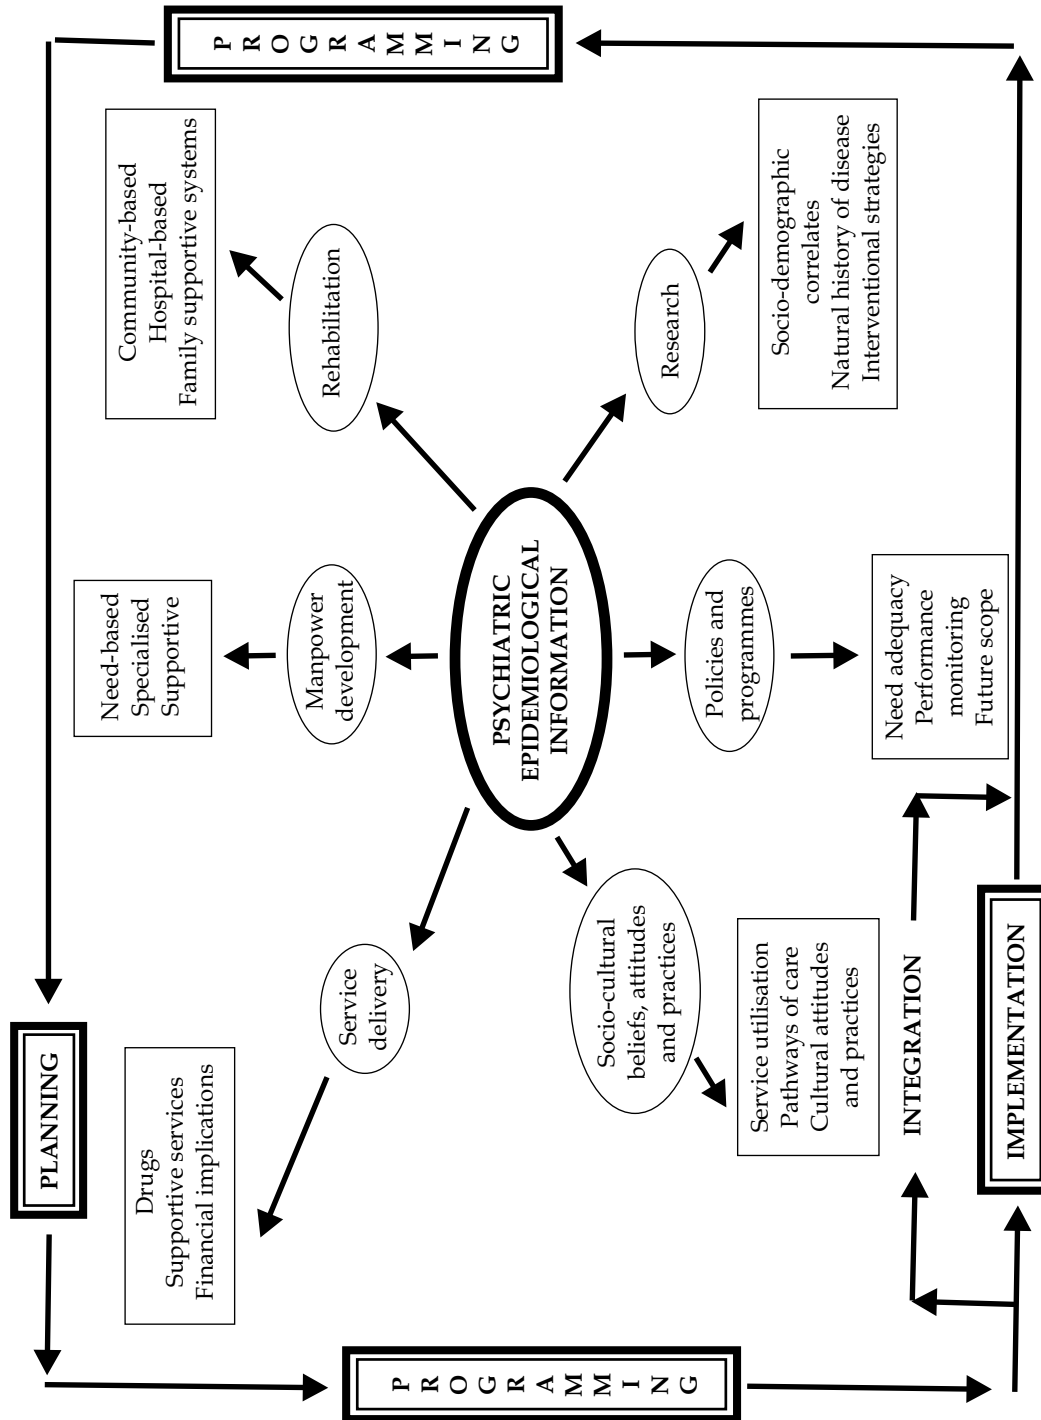 PLANNING
Drugs
Supportive services
Financial implications
Need-based
Specialised
Supportive
Community-based
Hospital-based
Family supportive systems
PROGRAMMING
Service
delivery
Manpower
development
Rehabilitation
PROGRAMMING
PSYCHIATRIC
EPIDEMIOLOGICAL
INFORMATION
Socio-cultural
beliefs, attitudes
and practices
Policies and
programmes
Research
Service utilisation
Pathways of care
Cultural attitudes
and practices
Need adequacy
Performance
monitoring
Future scope
Socio-demographic
correlates
Natural history of disease
Interventional strategies
INTEGRATION
IMPLEMENTATION